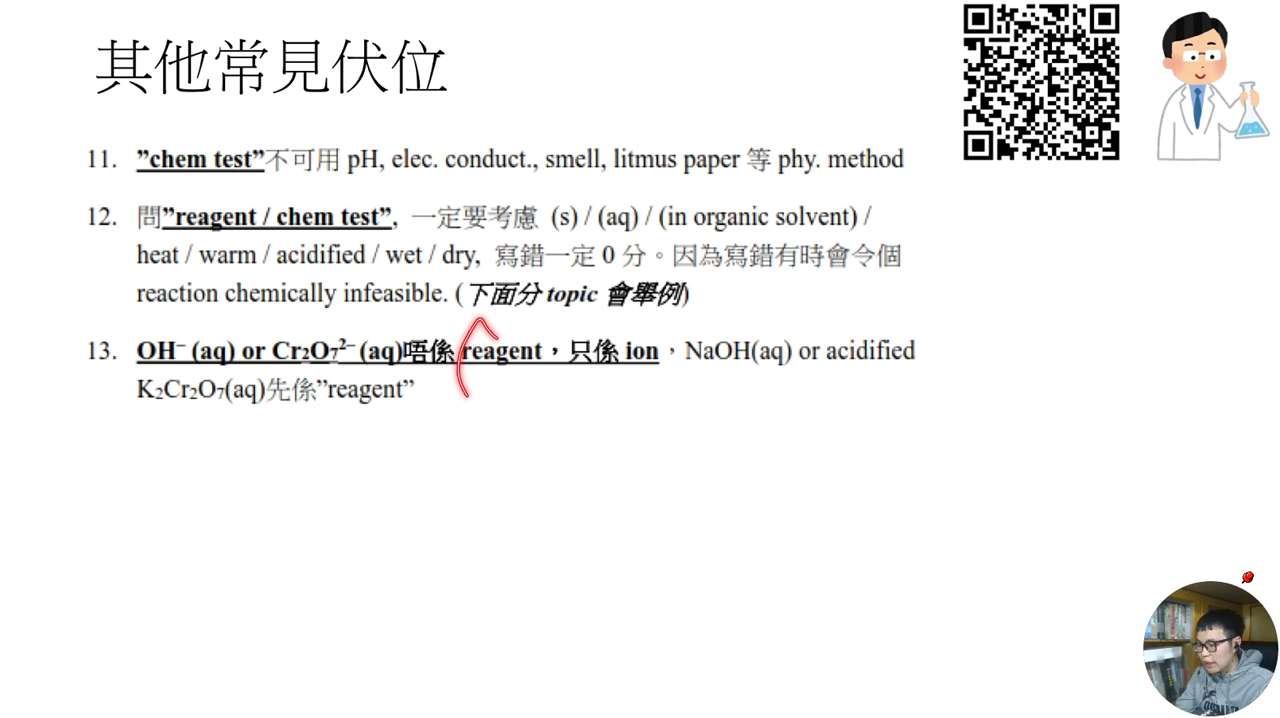 其他常見伏位
11. ”chem test”不可用 pH, elec. conduct., smell, litmus paper 等 phy. method
12. 問”reagent / chem test”, 一定要考慮 (s) / (aq) / (in organic solvent) /
heat / warm / acidified / wet / dry, 寫錯一定 0 分。因為寫錯有時會令個
reaction chemically infeasible. (下面分 topic 會舉例)
13. OH⁻ (aq) or Cr₂O₇²⁻ (aq)唔係 reagent，只係 ion，NaOH(aq) or acidified
K₂Cr₂O₇(aq)先係”reagent”